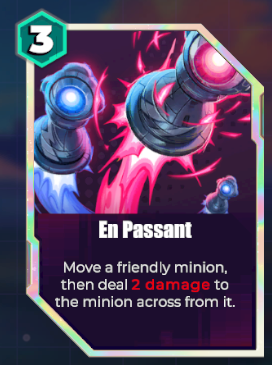 3
En Passant
Move a friendly minion,
then deal 2 damage to
the minion across from it.